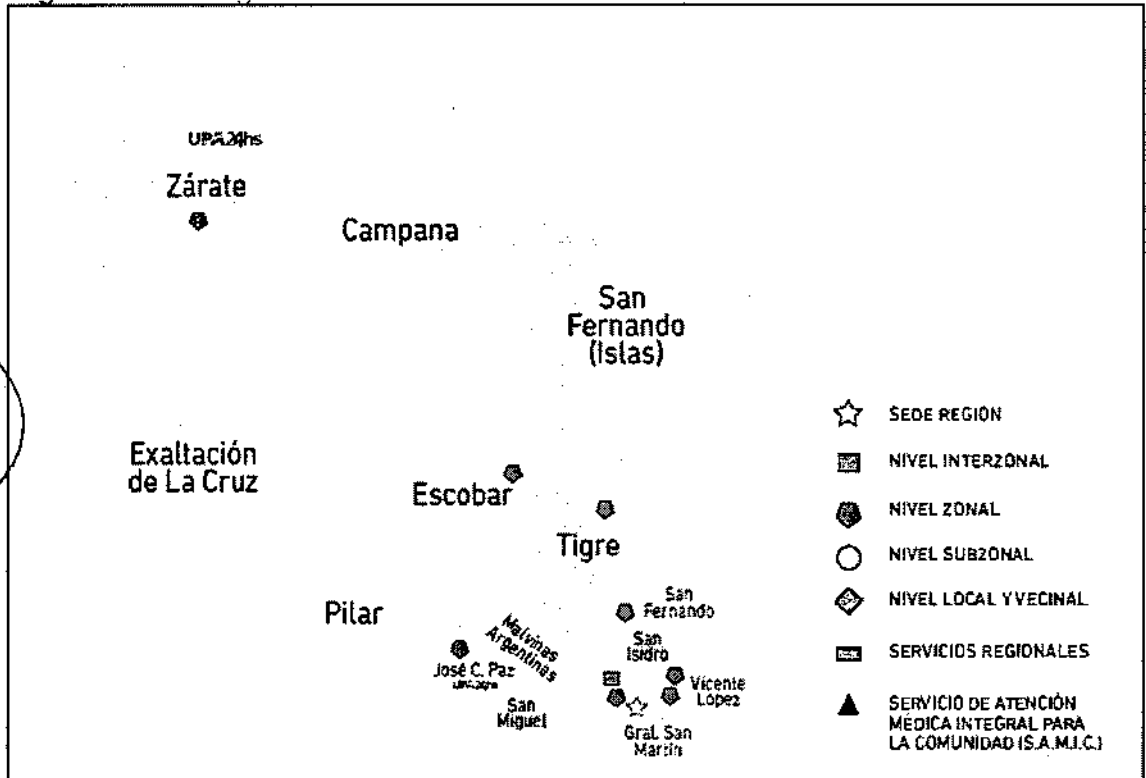 UPA24hs
Zárate
Campana
San
Fernando
(Islas)
Exaltación
de La Cruz
Escobar
Tigre
Pilar
San
Fernando
Malvinas
Argentinas
San
Isidro
José C. Paz
UPA24hs
Vicente
López
San
Miguel
Gral. San
Martín
SEDE REGIÓN
NIVEL INTERZONAL
NIVEL ZONAL
NIVEL SUBZONAL
NIVEL LOCAL Y VECINAL
SERVICIOS REGIONALES
SERVICIO DE ATENCIÓN
MÉDICA INTEGRAL PARA
LA COMUNIDAD (S.A.M.I.C.)